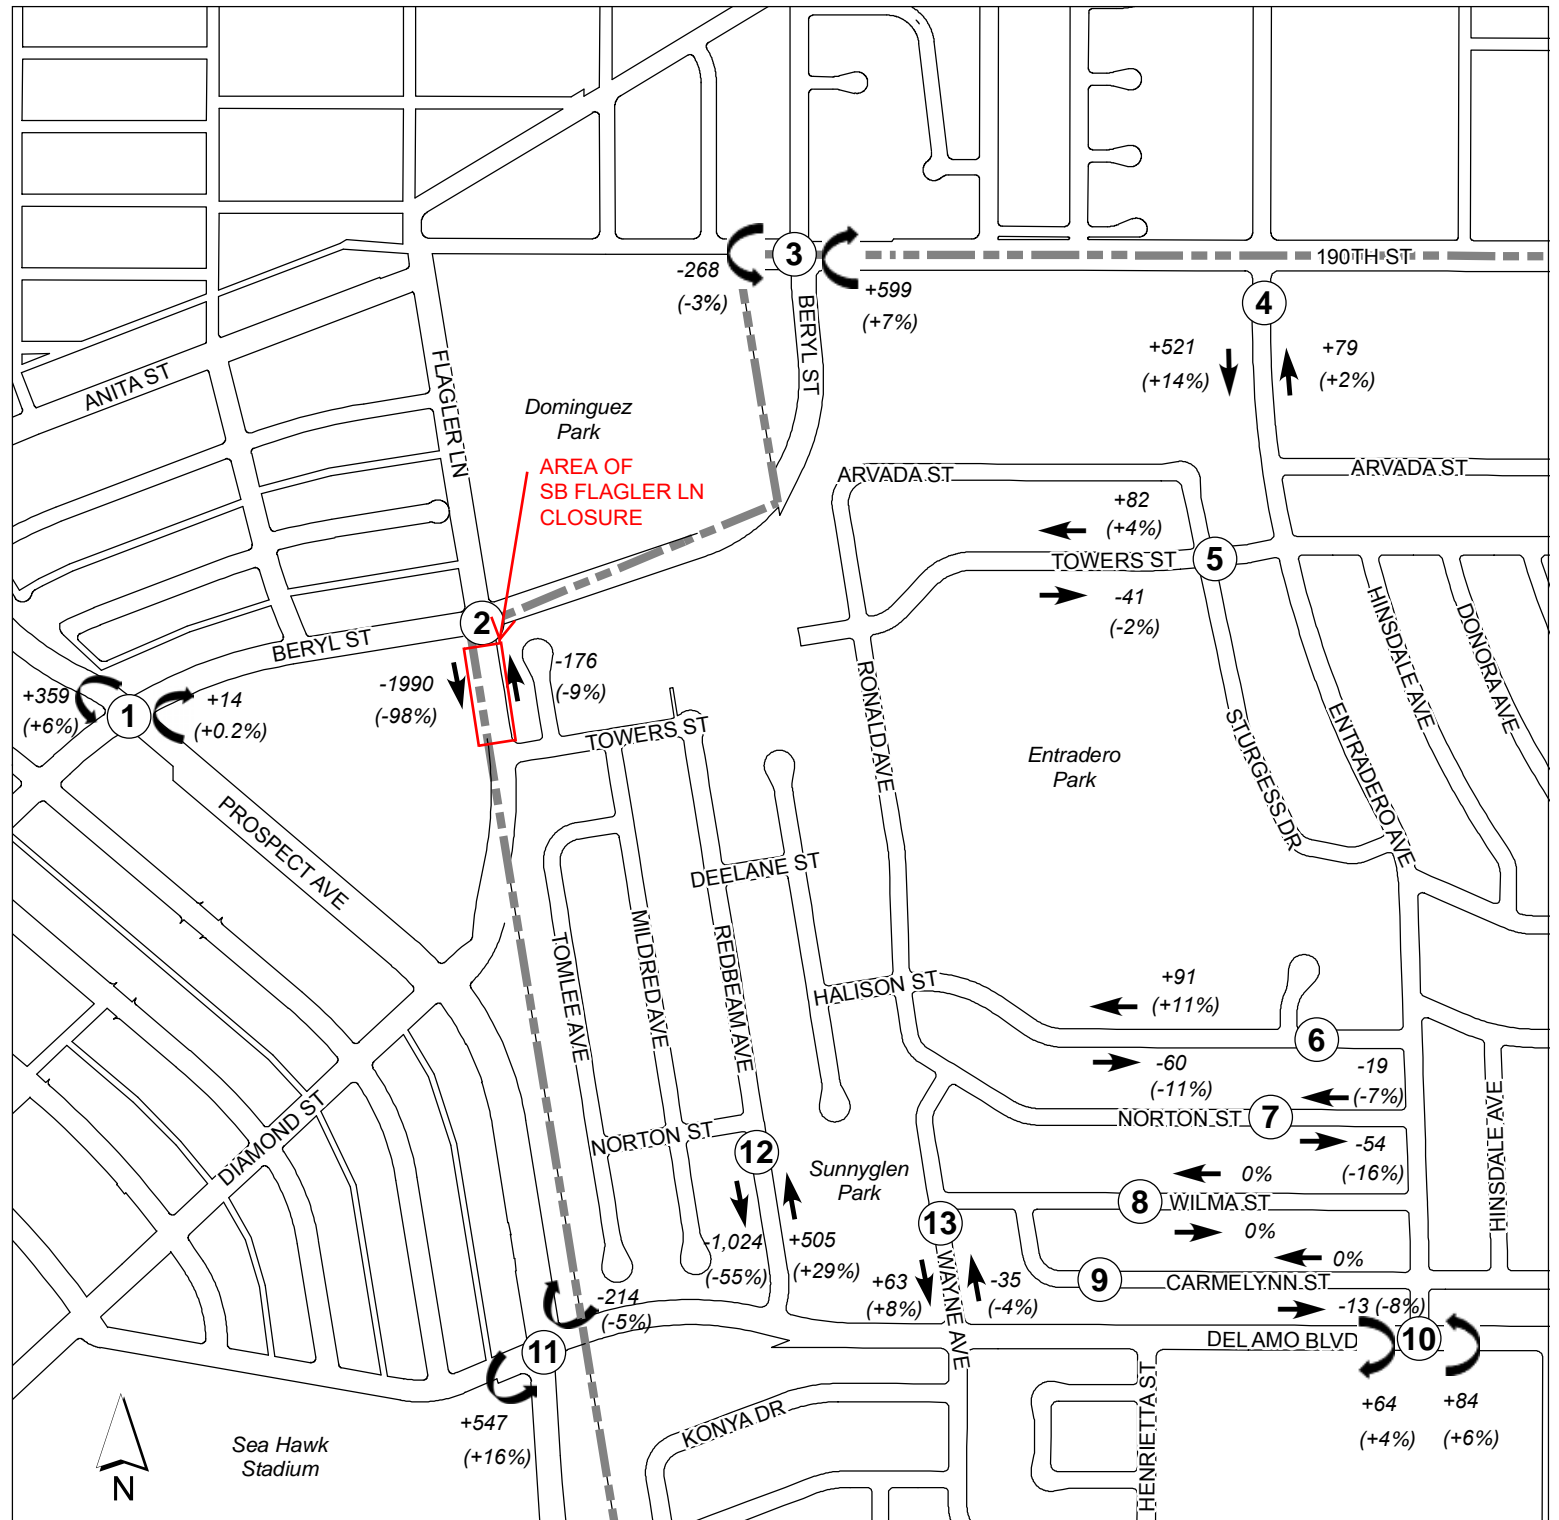 3
190TH ST
-268
(-3%)
+599
(+7%)
4
BERYL ST
+521
(+14%)
+79
(+2%)
ANITA ST
FLAGLER LN
Dominguez
Park
AREA OF
SB FLAGLER LN
CLOSURE
ARVADA ST
ARVADA ST
+82
(+4%)
TOWERS ST
5
-41
(-2%)
HINSDALE AVE
DONORA AVE
2
BERYL ST
-1990
(-98%)
-176
(-9%)
+359
(+6%)
1
+14
(+0.2%)
TOWERS ST
RONALD AVE
STURGESS DR
ENTRADERO AVE
Entradero
Park
PROSPECT AVE
DEELANE ST
TOMLEE AVE
MILDRED AVE
REDBEAM AVE
HALISON ST
+91
(+11%)
6
-60
(-11%)
-19
(-7%)
NORTON ST
7
-54
(-16%)
DIAMOND ST
NORTON ST
12
Sunnyglen
Park
0%
8
WILMA ST
0%
HINSDALE AVE
13
-1,024
(-55%)
+505
(+29%)
+63
(+8%)
WAYNE AVE
-35
(-4%)
0%
9
CARMELYNN ST
-13 (-8%)
-214
(-5%)
11
DEL AMO BLVD
10
+547
(+16%)
+64
(+4%)
+84
(+6%)
KONYA DR
HENRIETTA ST
Sea Hawk
Stadium
N